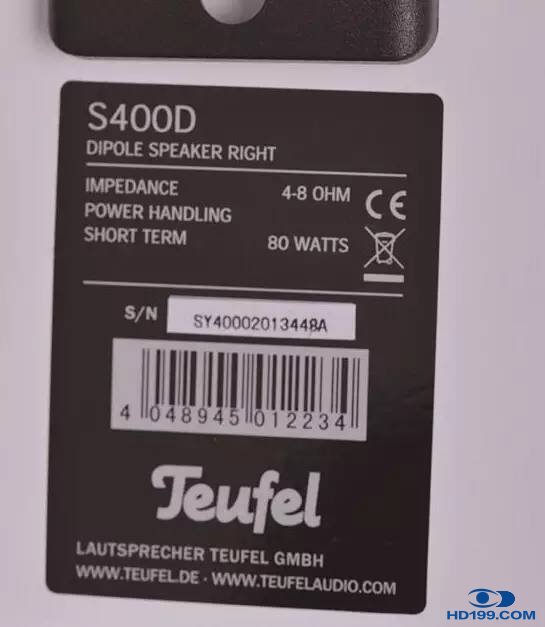 S400D
DIPOLE SPEAKER RIGHT
IMPEDANCE 4-8 OHM
POWER HANDLING
SHORT TERM 80 WATTS
CE
S/N SY40002013448A
4 048945 012234
Teufel
LAUTSPRECHER TEUFEL GMBH
WWW.TEUFEL.DE · WWW.TEUFELAUDIO.COM
HD199.COM